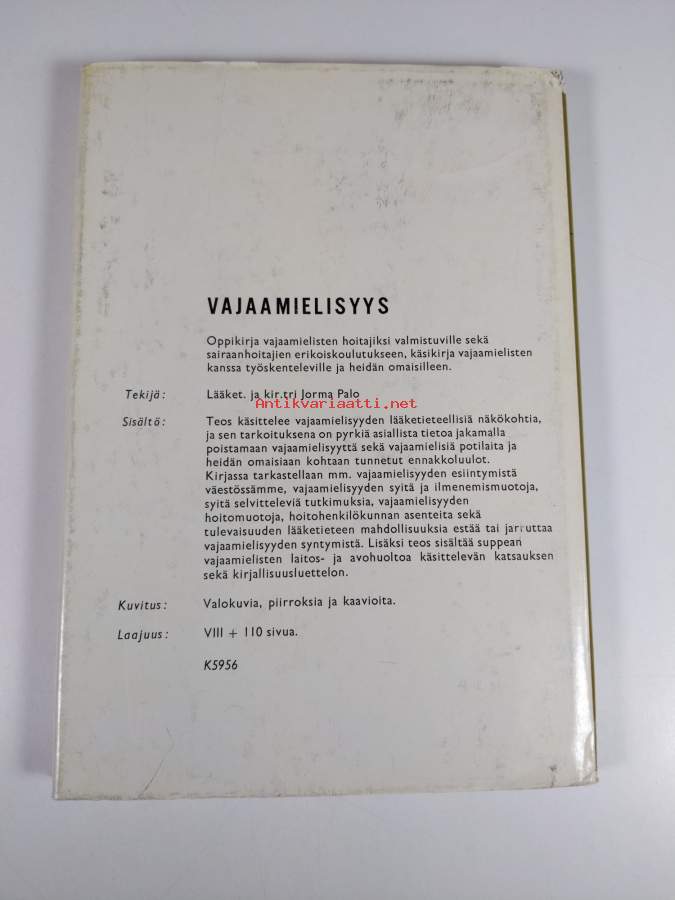 VAJAAMIELISYYS
Oppikirja vajaamielisten hoitajiksi valmistuville sekä
sairaanhoitajien erikoiskoulutukseen, käsikirja vajaamielisten
kanssa työskenteleville ja heidän omaisilleen.
Tekijä: Lääket. ja kir.tri Jorma Palo
Antikvariaatti.net
Sisältö: Teos käsittelee vajaamielisyyden lääketieteellisiä näkökohtia,
ja sen tarkoituksena on pyrkiä asiallista tietoa jakamalla
poistamaan vajaamielisyyttä sekä vajaamielisiä potilaita ja
heidän omaisiaan kohtaan tunnetut ennakkoluulot.
Kirjassa tarkastellaan mm. vajaamielisyyden esiintymistä
väestössämme, vajaamielisyyden syitä ja ilmenemismuotoja,
syitä selvitteleviä tutkimuksia, vajaamielisyyden
hoitomuotoja, hoitohenkilökunnan asenteita sekä
tulevaisuuden lääketieteen mahdollisuuksia estää tai jarruttaa
vajaamielisyyden syntymistä. Lisäksi teos sisältää suppean
vajaamielisten laitos- ja avohuoltoa käsittelevän katsauksen
sekä kirjallisuusluettelon.
Kuvitus: Valokuvia, piirroksia ja kaavioita.
Laajuus: VIII + 110 sivua.
K5956